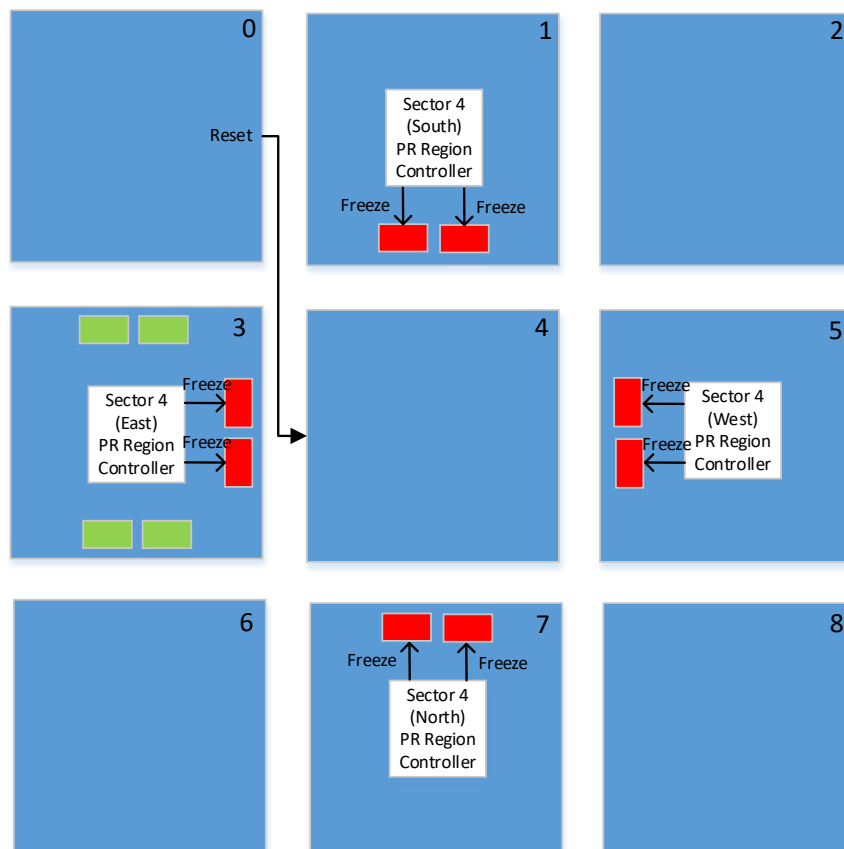 0
1
2
Sector 4
(South)
PR Region
Controller
Reset
Freeze
Freeze
3
4
5
Freeze
Sector 4
(East)
PR Region
Controller
Freeze
Freeze
Sector 4
(West)
PR Region
Controller
Freeze
6
7
8
Freeze
Freeze
Sector 4
(North)
PR Region
Controller